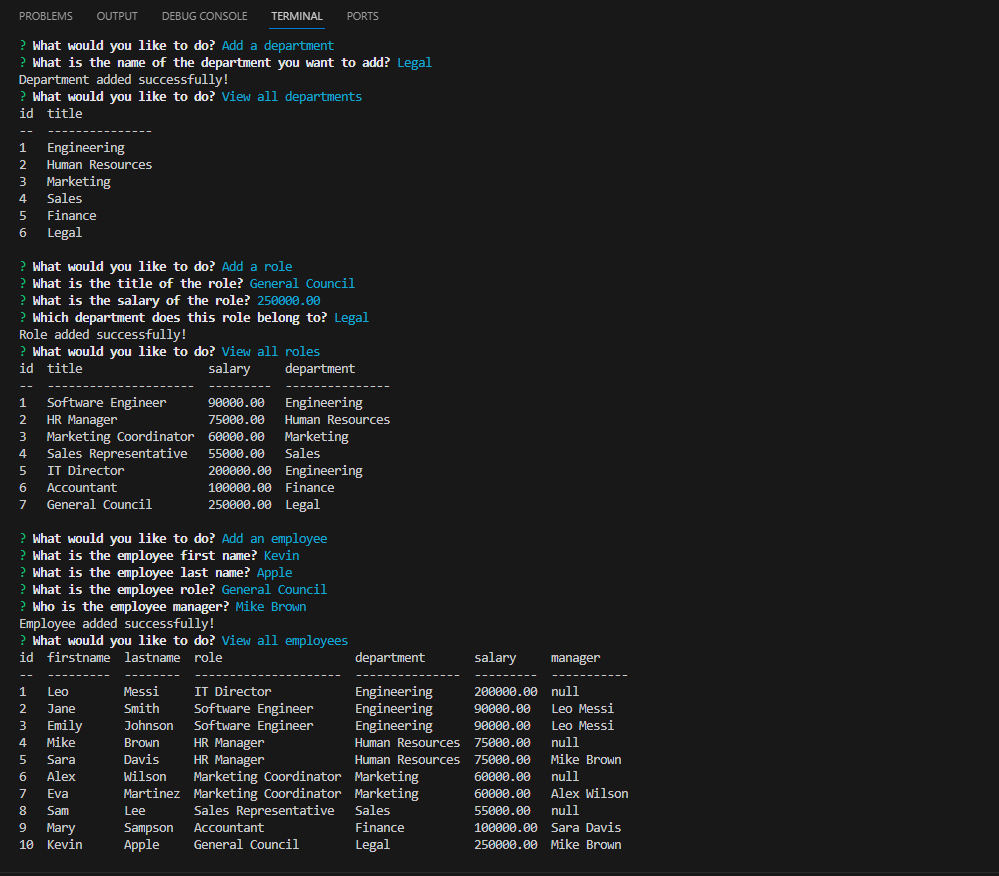 PROBLEMS OUTPUT DEBUG CONSOLE TERMINAL PORTS
? What would you like to do? Add a department
? What is the name of the department you want to add? Legal
Department added successfully!
? What would you like to do? View all departments
id title
-- ---------------
1 Engineering
2 Human Resources
3 Marketing
4 Sales
5 Finance
6 Legal
? What would you like to do? Add a role
? What is the title of the role? General Council
? What is the salary of the role? 250000.00
? Which department does this role belong to? Legal
Role added successfully!
? What would you like to do? View all roles
id title salary department
-- --------------------- --------- ---------------
1 Software Engineer 90000.00 Engineering
2 HR Manager 75000.00 Human Resources
3 Marketing Coordinator 60000.00 Marketing
4 Sales Representative 55000.00 Sales
5 IT Director 200000.00 Engineering
6 Accountant 100000.00 Finance
7 General Council 250000.00 Legal
? What would you like to do? Add an employee
? What is the employee first name? Kevin
? What is the employee last name? Apple
? What is the employee role? General Council
? Who is the employee manager? Mike Brown
Employee added successfully!
? What would you like to do? View all employees
id firstname lastname role department salary manager
-- --------- -------- --------------------- --------------- --------- -----------
1 Leo Messi IT Director Engineering 200000.00 null
2 Jane Smith Software Engineer Engineering 90000.00 Leo Messi
3 Emily Johnson Software Engineer Engineering 90000.00 Leo Messi
4 Mike Brown HR Manager Human Resources 75000.00 null
5 Sara Davis HR Manager Human Resources 75000.00 Mike Brown
6 Alex Wilson Marketing Coordinator Marketing 60000.00 null
7 Eva Martinez Marketing Coordinator Marketing 60000.00 Alex Wilson
8 Sam Lee Sales Representative Sales 55000.00 null
9 Mary Sampson Accountant Finance 100000.00 Sara Davis
10 Kevin Apple General Council Legal 250000.00 Mike Brown